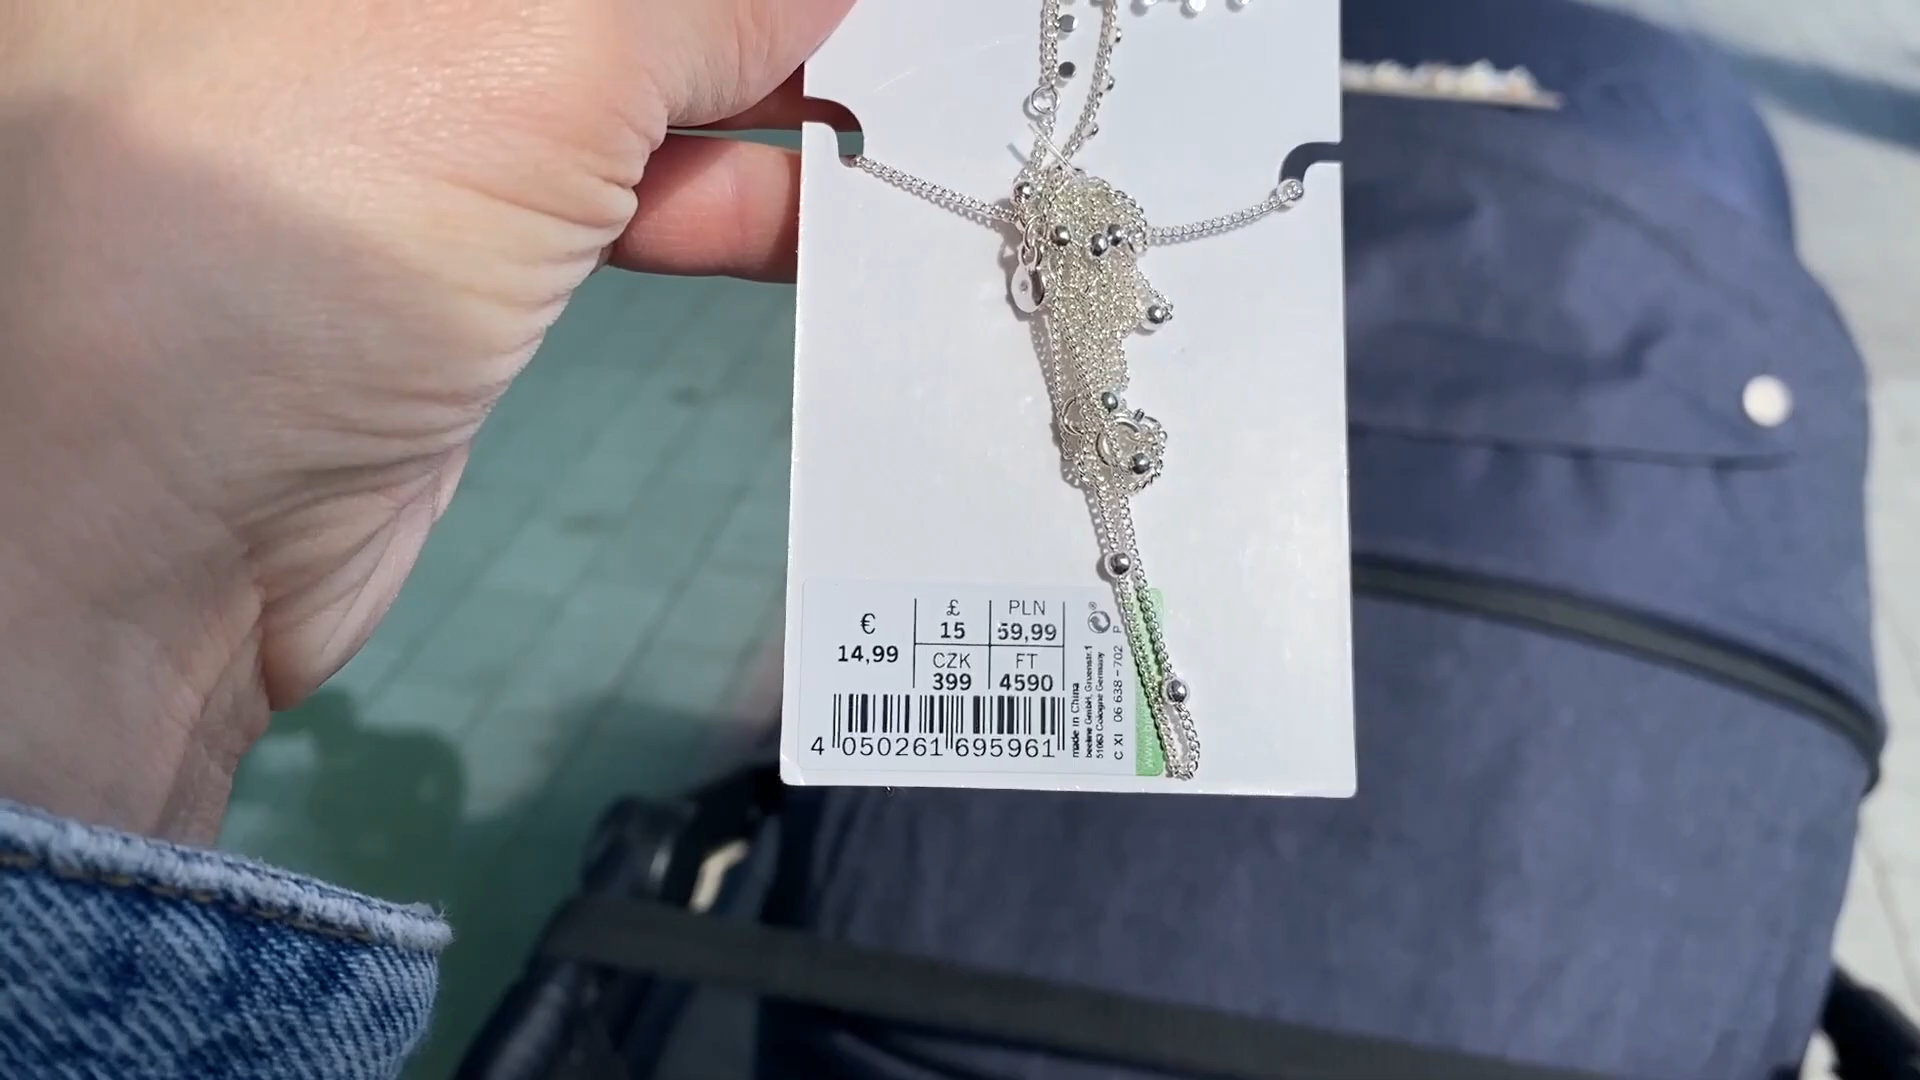 €
14,99
£
15
PLN
59,99
CZK
399
FT
4590
4 050261 695961
made in China
beeline GmbH, Gruenstr.1
51063 Cologne Germany
C XI 06 638 - 702 P
www.